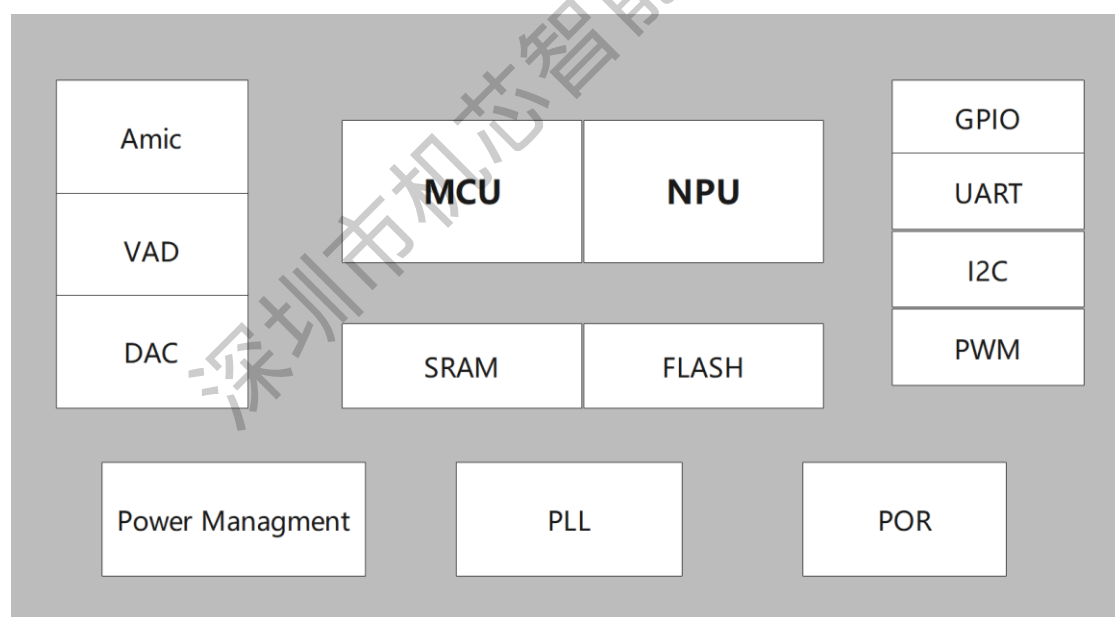 Amic
VAD
DAC
MCU
NPU
SRAM
FLASH
GPIO
UART
I2C
PWM
Power Managment
PLL
POR
深圳市机芯智能